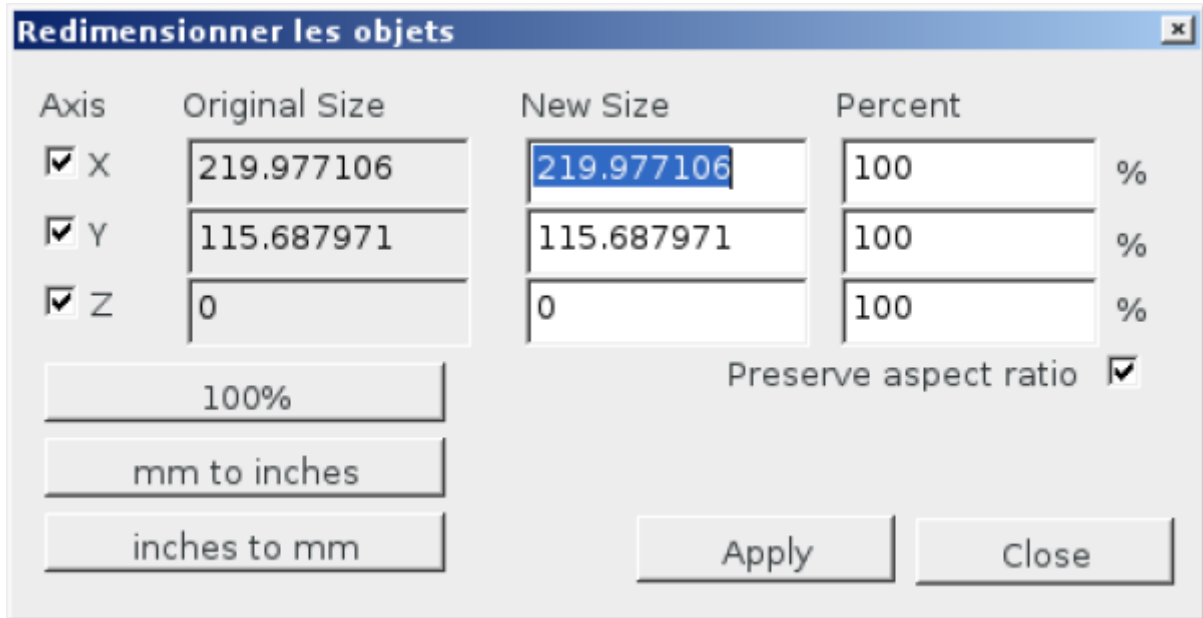 Redimensionner les objets
Axis Original Size New Size Percent
X 219.977106 219.977106 100 %
Y 115.687971 115.687971 100 %
Z 0 0 100 %
Preserve aspect ratio
100%
mm to inches
inches to mm Apply Close